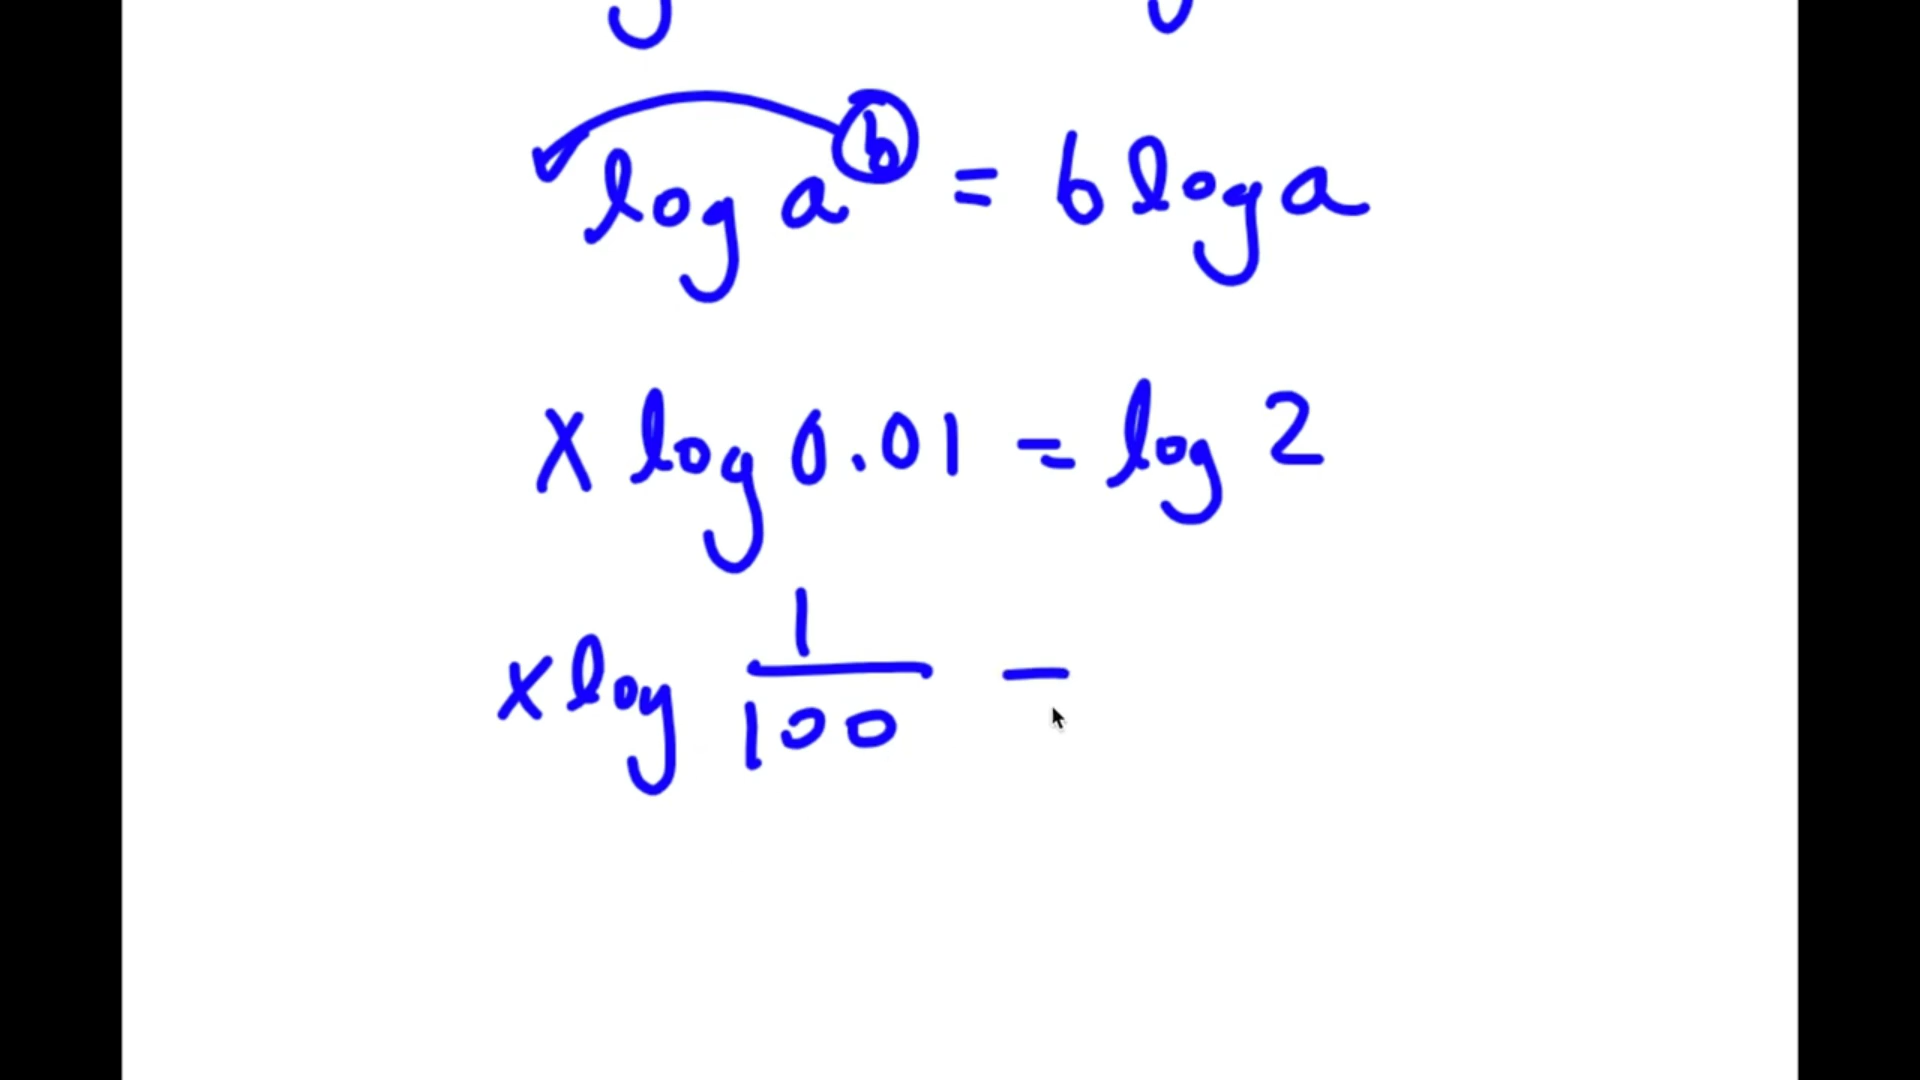 log a^b = b log a
x log 0.01 = log 2
x log 1/100 −